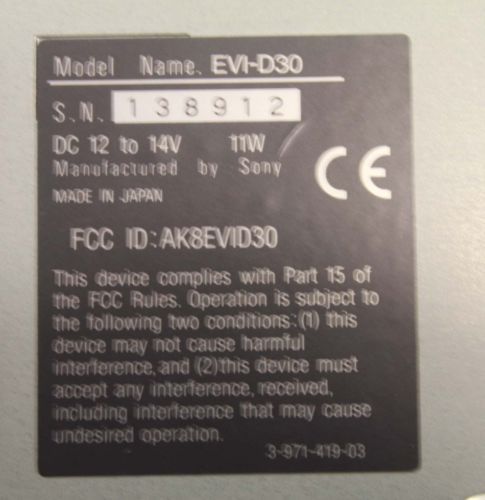 Model Name. EVI-D30
S.N. 138912
DC 12 to 14V 11W
Manufactured by Sony
MADE IN JAPAN
CE
FCC ID:AK8EVID30
This device complies with Part 15 of
the FCC Rules. Operation is subject to
the following two conditions:(1) this
device may not cause harmful
interference, and (2)this device must
accept any interference, received,
including interference that may cause
undesired operation.
3-971-419-03